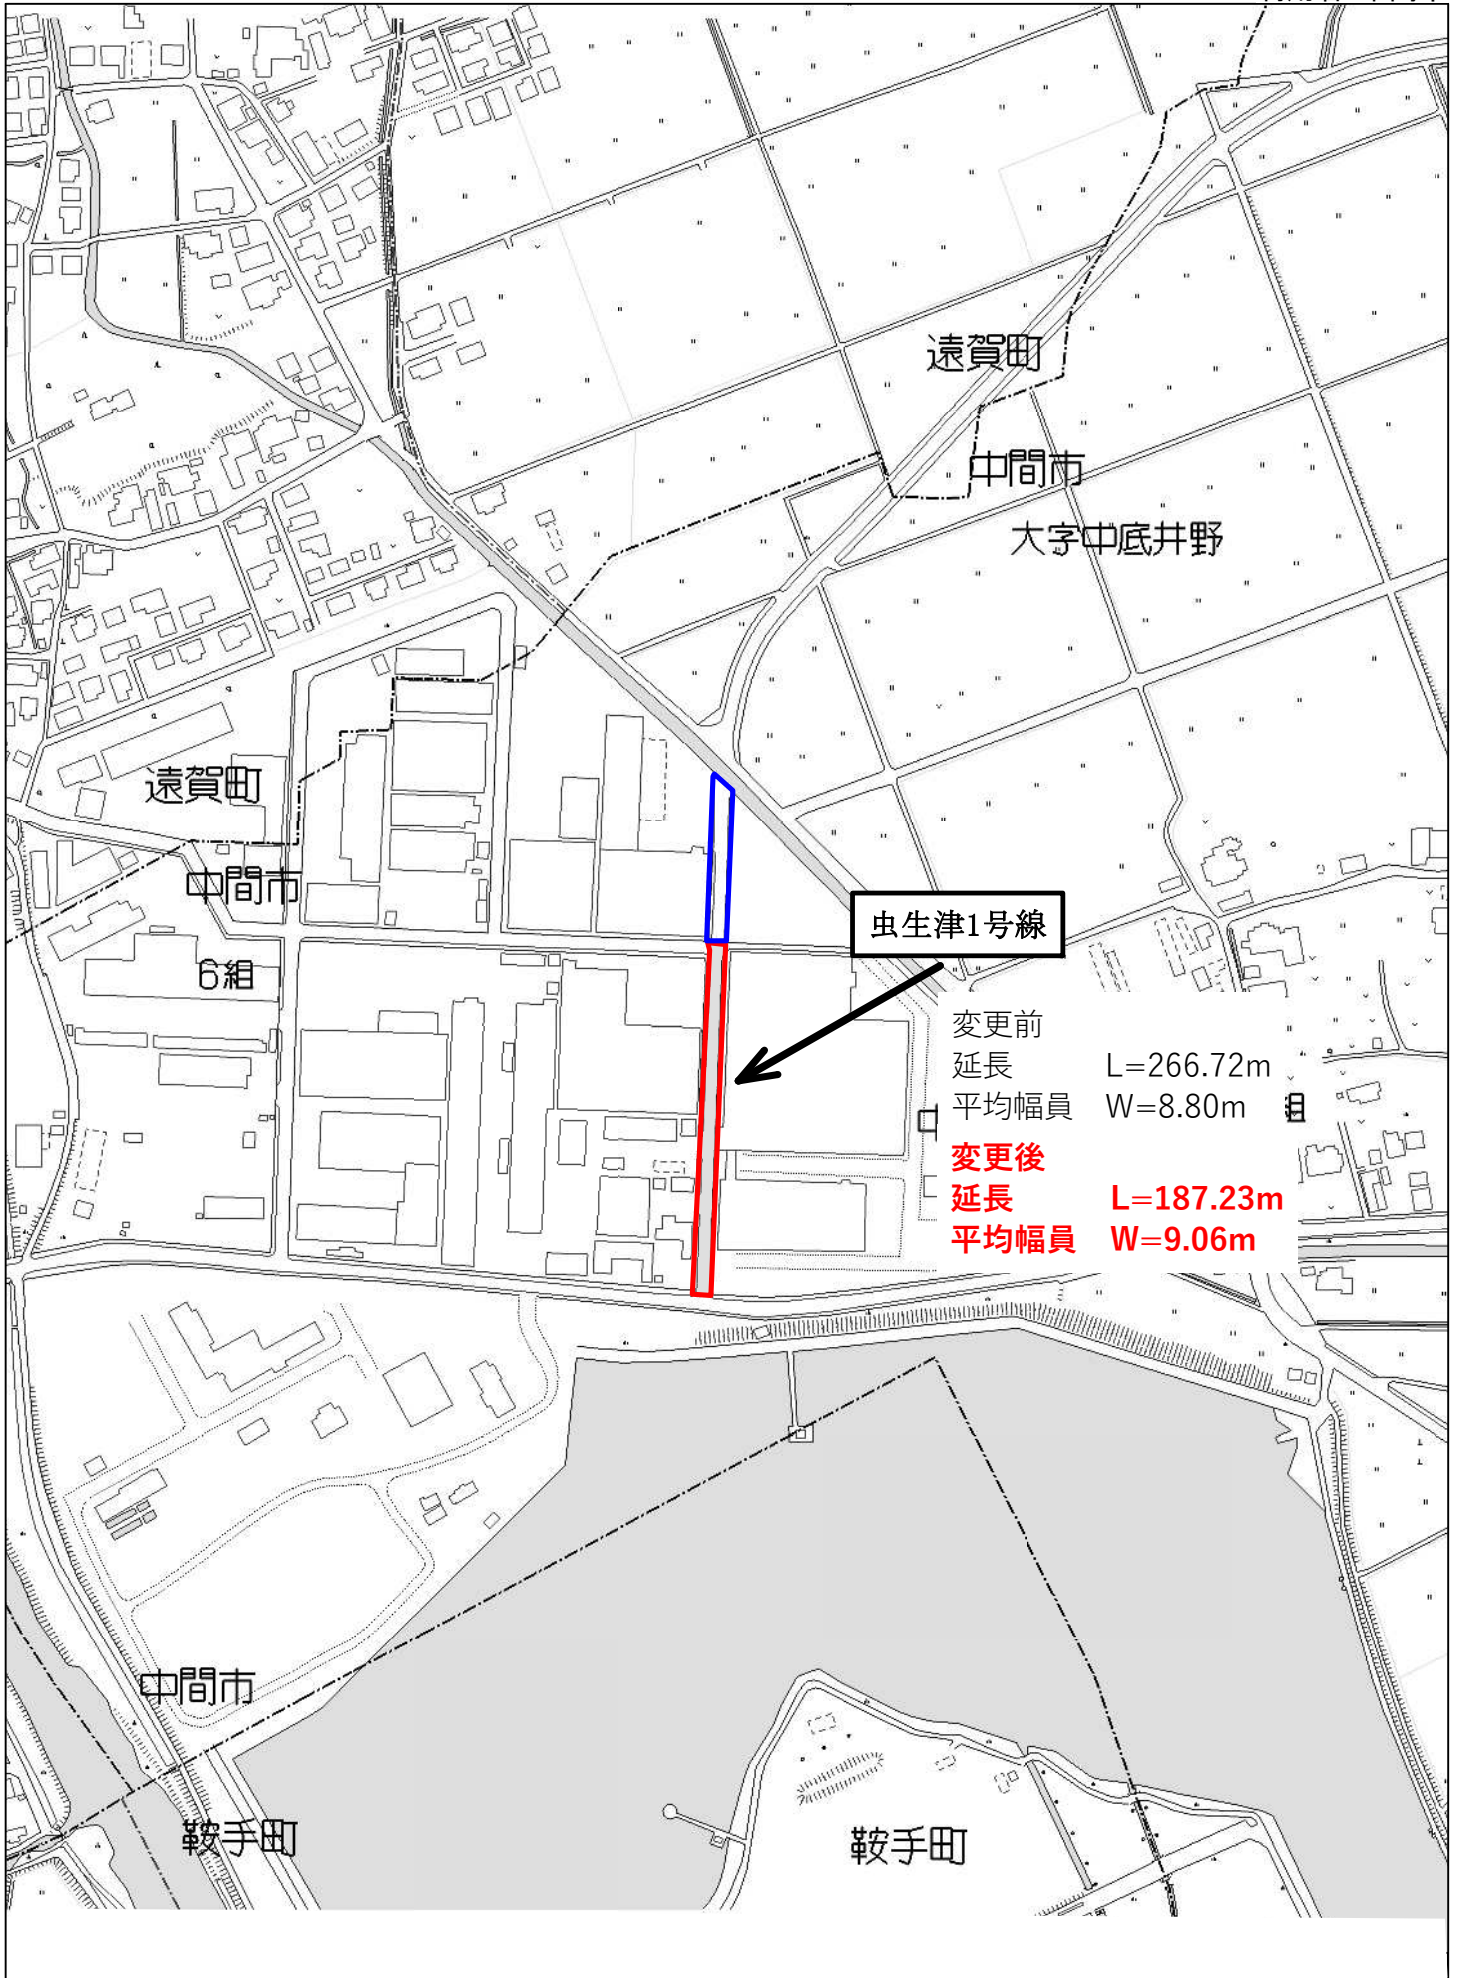 遠賀町
中間市
大字中底井野
遠賀町
中間市
6組
虫生津1号線
変更前
延長 L=266.72m
平均幅員 W=8.80m
変更後
延長 L=187.23m
平均幅員 W=9.06m
中間市
鞍手町
鞍手町